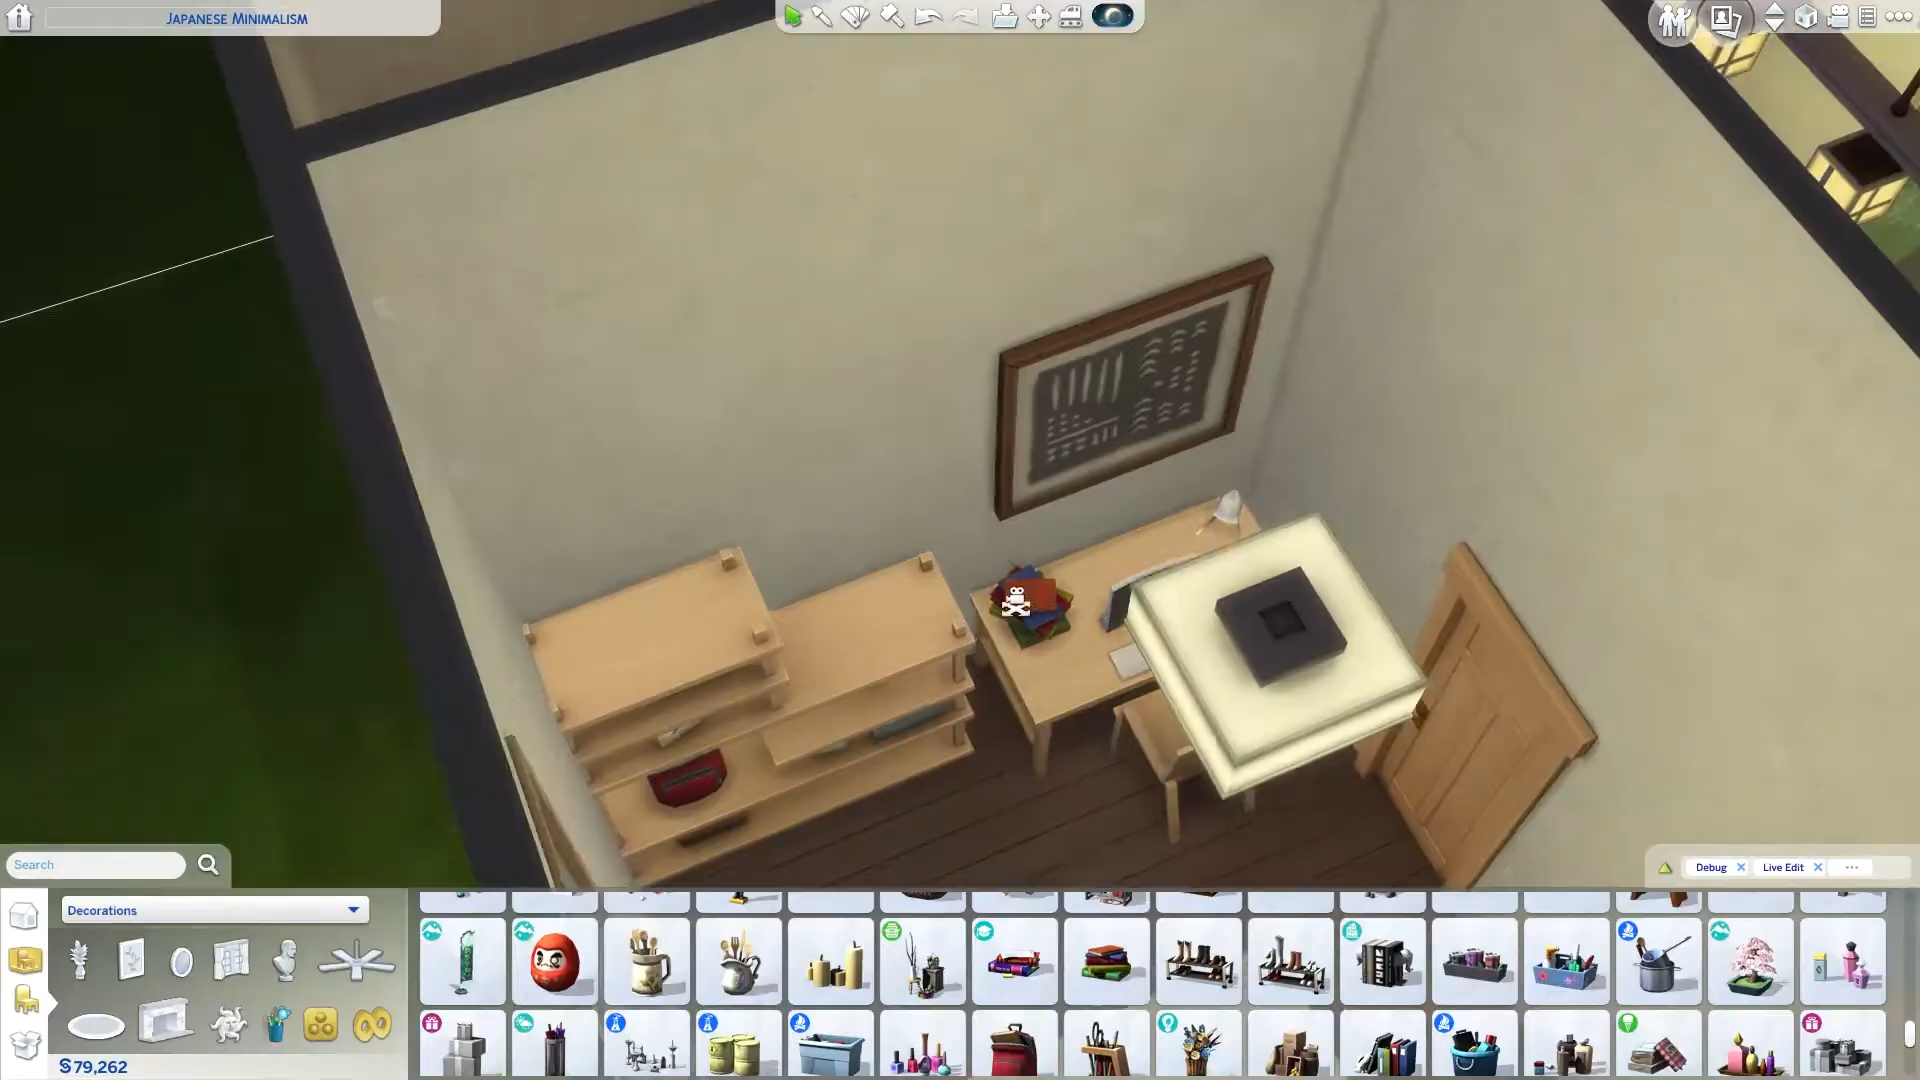 JAPANESE MINIMALISM
Search
Debug
Live Edit
Decorations
§79,262